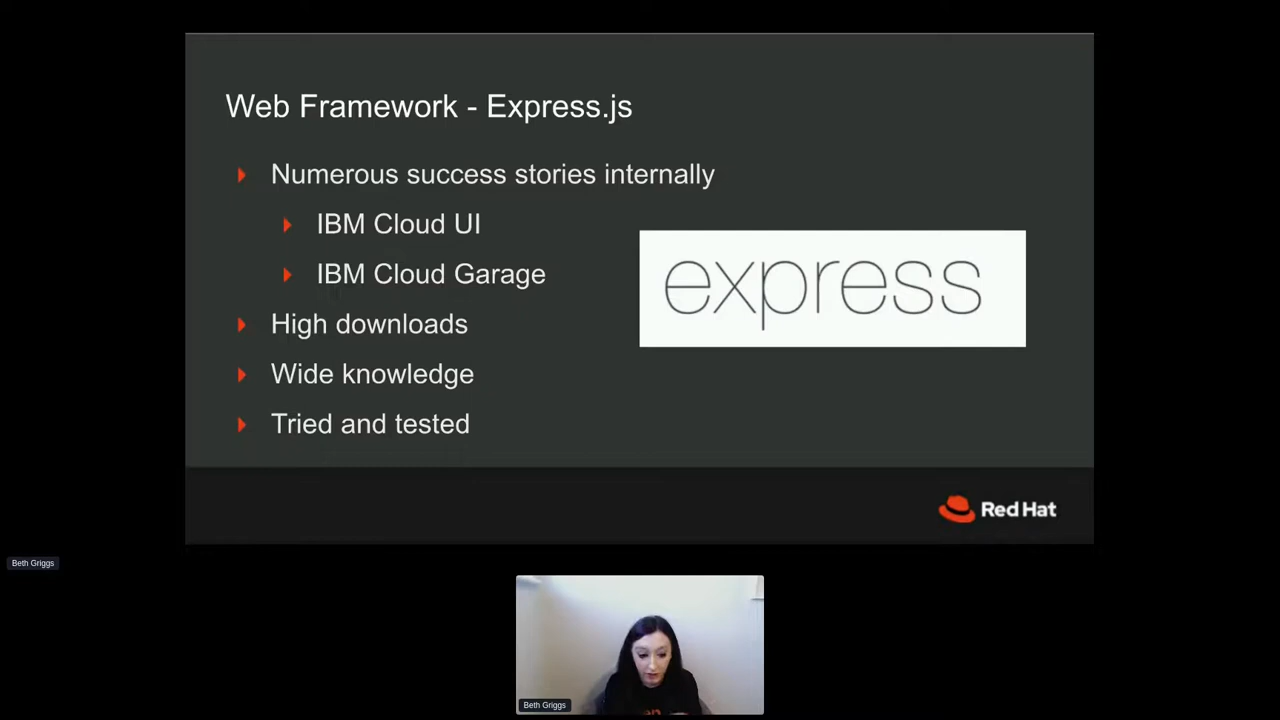 Web Framework - Express.js
Numerous success stories internally
IBM Cloud UI
IBM Cloud Garage
High downloads
Wide knowledge
Tried and tested
express
Red Hat
Beth Griggs
Beth Griggs